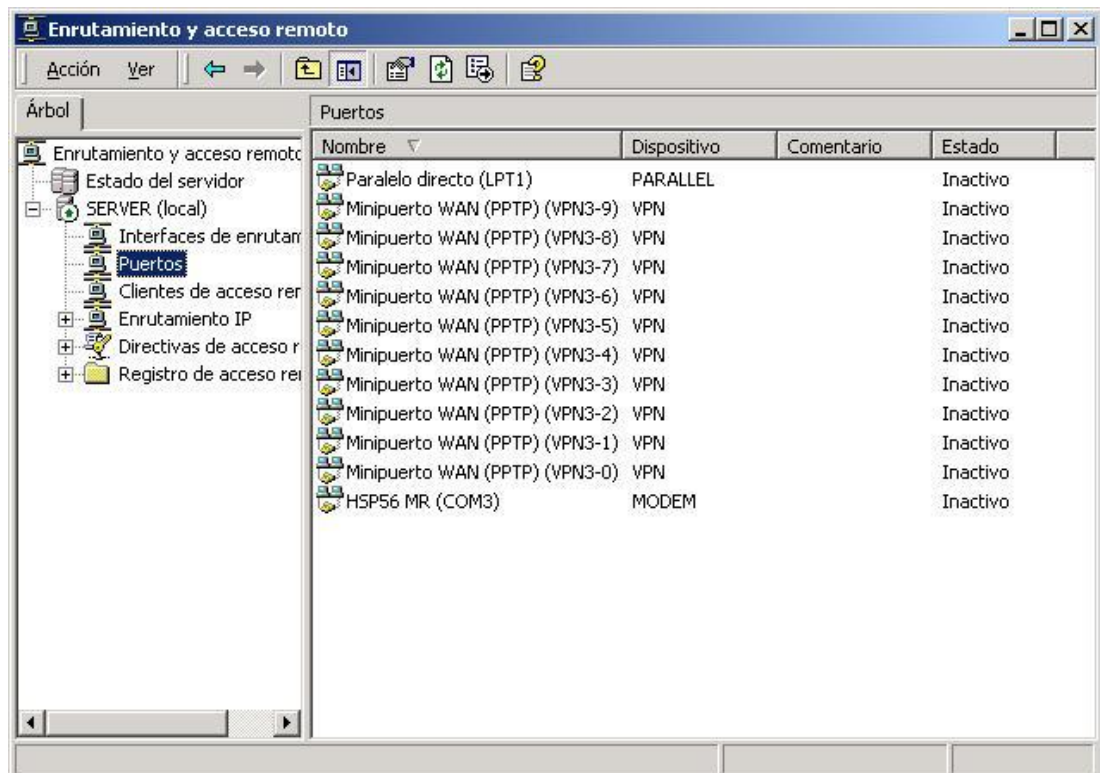 Enrutamiento y acceso remoto
Acción Ver
Árbol
Puertos
Enrutamiento y acceso remoto
Estado del servidor
SERVER (local)
Interfaces de enrutam
Puertos
Clientes de acceso rer
Enrutamiento IP
Directivas de acceso r
Registro de acceso rei
Nombre Dispositivo Comentario Estado
Paralelo directo (LPT1) PARALLEL Inactivo
Minipuerto WAN (PPTP) (VPN3-9) VPN Inactivo
Minipuerto WAN (PPTP) (VPN3-8) VPN Inactivo
Minipuerto WAN (PPTP) (VPN3-7) VPN Inactivo
Minipuerto WAN (PPTP) (VPN3-6) VPN Inactivo
Minipuerto WAN (PPTP) (VPN3-5) VPN Inactivo
Minipuerto WAN (PPTP) (VPN3-4) VPN Inactivo
Minipuerto WAN (PPTP) (VPN3-3) VPN Inactivo
Minipuerto WAN (PPTP) (VPN3-2) VPN Inactivo
Minipuerto WAN (PPTP) (VPN3-1) VPN Inactivo
Minipuerto WAN (PPTP) (VPN3-0) VPN Inactivo
HSP56 MR (COM3) MODEM Inactivo